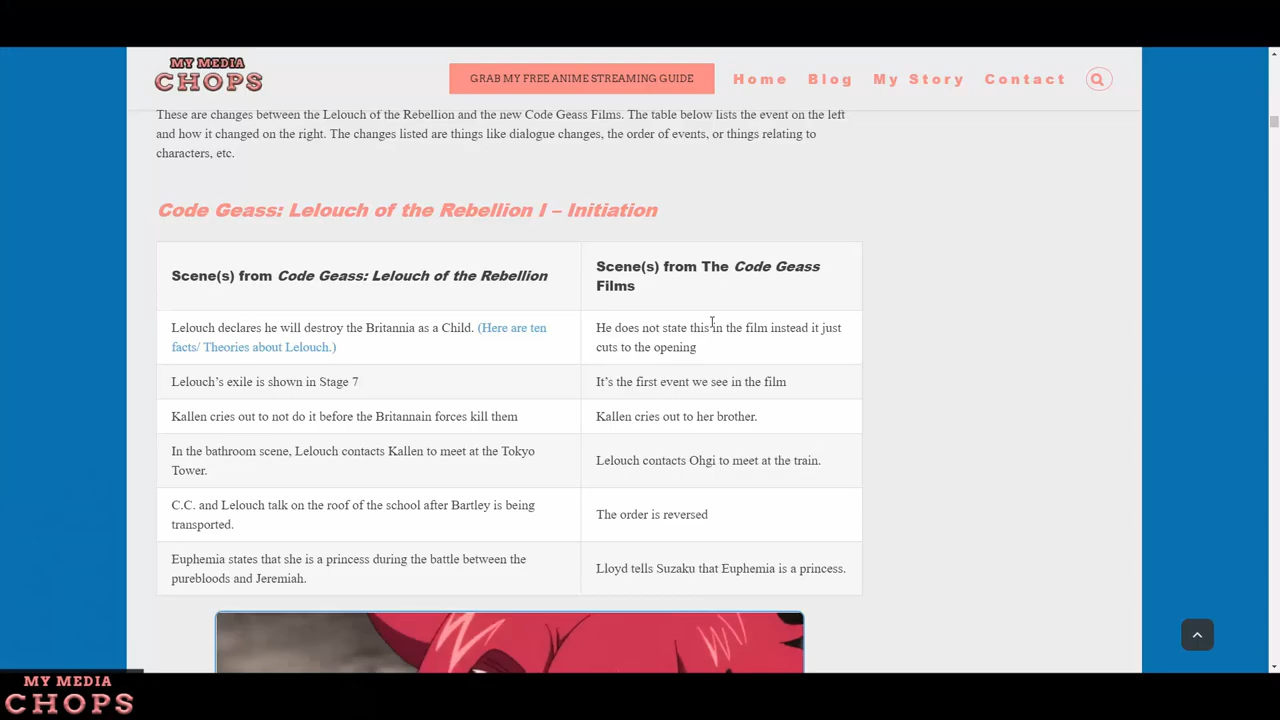 MY MEDIA
CHOPS
GRAB MY FREE ANIME STREAMING GUIDE
Home Blog My Story Contact
These are changes between the Lelouch of the Rebellion and the new Code Geass Films. The table below lists the event on the left
and how it changed on the right. The changes listed are things like dialogue changes, the order of events, or things relating to
characters, etc.
Code Geass: Lelouch of the Rebellion I – Initiation
Scene(s) from Code Geass: Lelouch of the Rebellion
Scene(s) from The Code Geass
Films
Lelouch declares he will destroy the Britannia as a Child. (Here are ten
facts/ Theories about Lelouch.)
He does not state this in the film instead it just
cuts to the opening
Lelouch's exile is shown in Stage 7
It's the first event we see in the film
Kallen cries out to not do it before the Britannain forces kill them
Kallen cries out to her brother.
In the bathroom scene, Lelouch contacts Kallen to meet at the Tokyo
Tower.
Lelouch contacts Ohgi to meet at the train.
C.C. and Lelouch talk on the roof of the school after Bartley is being
transported.
The order is reversed
Euphemia states that she is a princess during the battle between the
purebloods and Jeremiah.
Lloyd tells Suzaku that Euphemia is a princess.
MY MEDIA
CHOPS